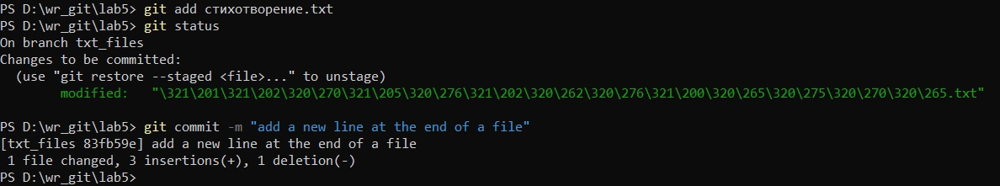 PS D:\wr_git\lab5> git add стихотворение.txt
PS D:\wr_git\lab5> git status
On branch txt_files
Changes to be committed:
  (use "git restore --staged <file>..." to unstage)
        modified:   "\321\201\321\202\320\270\321\205\320\276\321\202\320\262\320\276\321\200\320\265\320\275\320\270\320\265.txt"

PS D:\wr_git\lab5> git commit -m "add a new line at the end of a file"
[txt_files 83fb59e] add a new line at the end of a file
 1 file changed, 3 insertions(+), 1 deletion(-)
PS D:\wr_git\lab5>